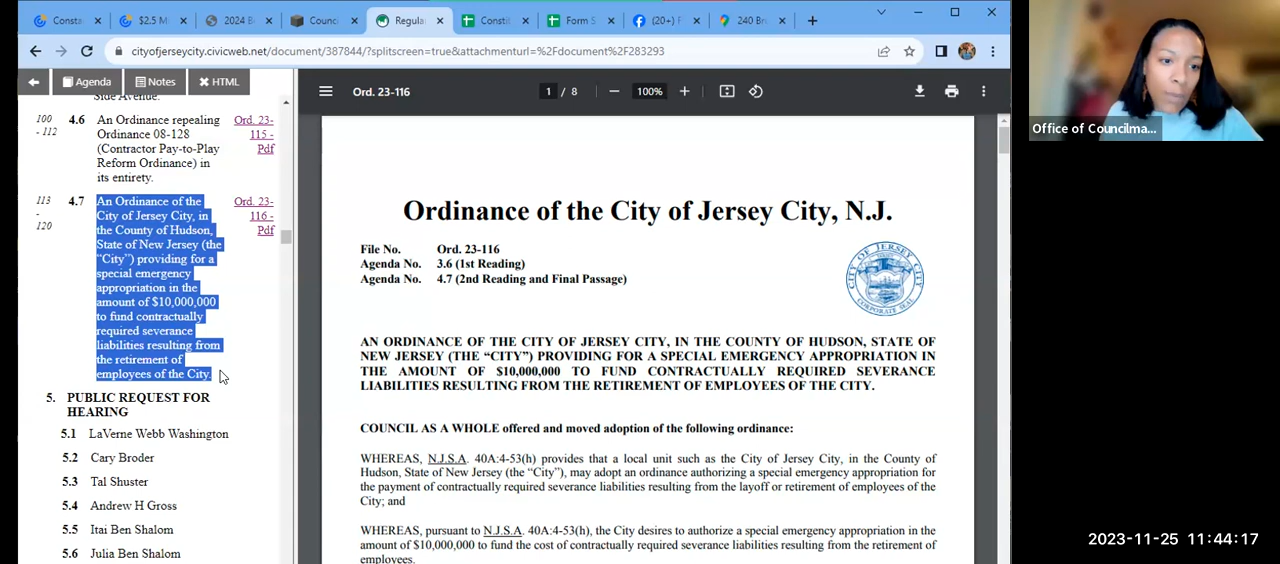 Consta
$2.5 M
2024 B
Counci
Regula
Constit
Form S
(20+) F
240 Br
cityofjerseycity.civicweb.net/document/387844/?splitscreen=true&attachmenturl=%2Fdocument%2F283293
Agenda
Notes
HTML
Ord. 23-116
1 / 8
100%
Side Avenue.
100
- 112
4.6
An Ordinance repealing
Ordinance 08-128
(Contractor Pay-to-Play
Reform Ordinance) in
its entirety.
Ord. 23-
115 -
Pdf
113
-
120
4.7
An Ordinance of the
City of Jersey City, in
the County of Hudson,
State of New Jersey (the
“City”) providing for a
special emergency
appropriation in the
amount of $10,000,000
to fund contractually
required severance
liabilities resulting from
the retirement of
employees of the City.
Ord. 23-
116 -
Pdf
5. PUBLIC REQUEST FOR
HEARING
5.1 LaVerne Webb Washington
5.2 Cary Broder
5.3 Tal Shuster
5.4 Andrew H Gross
5.5 Itai Ben Shalom
5.6 Julia Ben Shalom
Ordinance of the City of Jersey City, N.J.
File No. Ord. 23-116
Agenda No. 3.6 (1st Reading)
Agenda No. 4.7 (2nd Reading and Final Passage)
CITY OF JERSEY CITY
CORPORATE SEAL
AN ORDINANCE OF THE CITY OF JERSEY CITY, IN THE COUNTY OF HUDSON, STATE OF
NEW JERSEY (THE “CITY”) PROVIDING FOR A SPECIAL EMERGENCY APPROPRIATION IN
THE AMOUNT OF $10,000,000 TO FUND CONTRACTUALLY REQUIRED SEVERANCE
LIABILITIES RESULTING FROM THE RETIREMENT OF EMPLOYEES OF THE CITY.
COUNCIL AS A WHOLE offered and moved adoption of the following ordinance:
WHEREAS, N.J.S.A. 40A:4-53(h) provides that a local unit such as the City of Jersey City, in the County of
Hudson, State of New Jersey (the “City”), may adopt an ordinance authorizing a special emergency appropriation for
the payment of contractually required severance liabilities resulting from the layoff or retirement of employees of the
City; and
WHEREAS, pursuant to N.J.S.A. 40A:4-53(h), the City desires to authorize a special emergency appropriation in the
amount of $10,000,000 to fund the cost of contractually required severance liabilities resulting from the retirement of
employees.
Office of Councilma...
2023-11-25 11:44:17